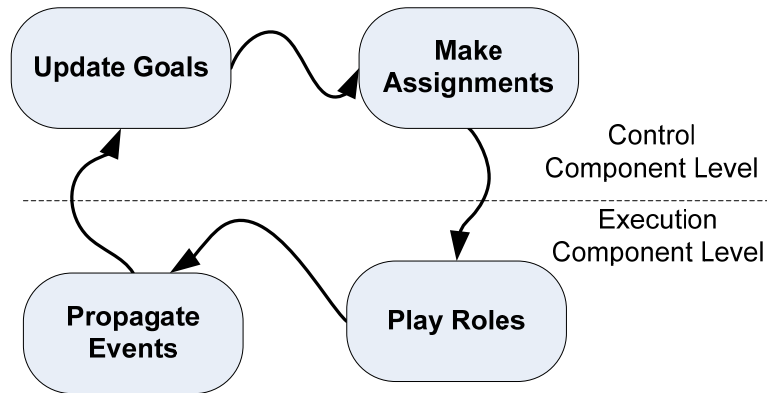 Update Goals
Make
Assignments
Control
Component Level
Execution
Component Level
Propagate
Events
Play Roles